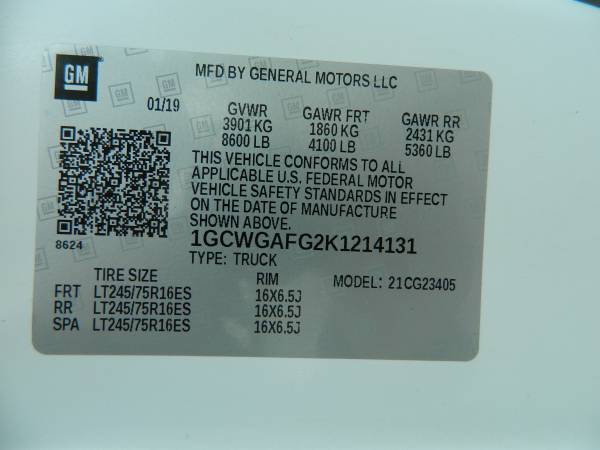 GM
MFD BY GENERAL MOTORS LLC
01/19
GVWR GAWR FRT GAWR RR
3901 KG 1860 KG 2431 KG
8600 LB 4100 LB 5360 LB
THIS VEHICLE CONFORMS TO ALL
APPLICABLE U.S. FEDERAL MOTOR
VEHICLE SAFETY STANDARDS IN EFFECT
ON THE DATE OF MANUFACTURE
SHOWN ABOVE.
8624
1GCWGAFG2K1214131
TYPE: TRUCK
TIRE SIZE RIM MODEL: 21CG23405
FRT LT245/75R16ES 16X6.5J
RR LT245/75R16ES 16X6.5J
SPA LT245/75R16ES 16X6.5J